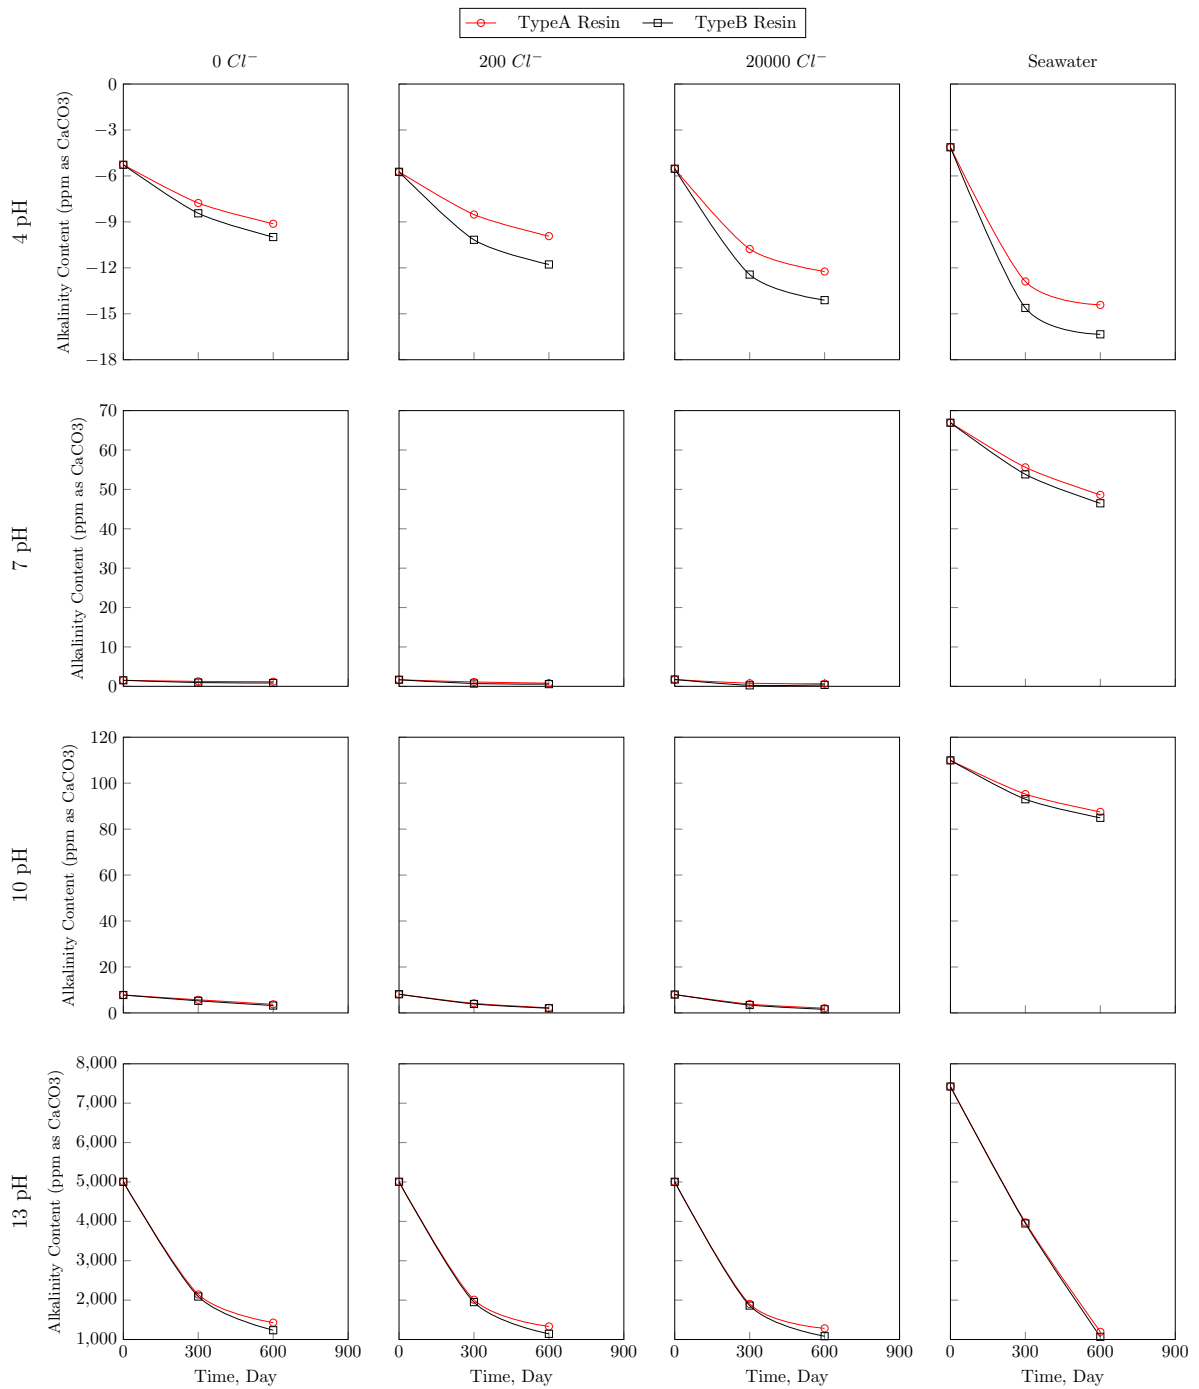 TypeA Resin TypeB Resin
0 Cl⁻ 200 Cl⁻ 20000 Cl⁻ Seawater
4 pH
Alkalinity Content (ppm as CaCO3)
0
−3
−6
−9
−12
−15
−18
7 pH
Alkalinity Content (ppm as CaCO3)
70
60
50
40
30
20
10
0
10 pH
Alkalinity Content (ppm as CaCO3)
120
100
80
60
40
20
0
13 pH
Alkalinity Content (ppm as CaCO3)
8,000
7,000
6,000
5,000
4,000
3,000
2,000
1,000
0 300 600 900 0 300 600 900 0 300 600 900 0 300 600 900
Time, Day Time, Day Time, Day Time, Day